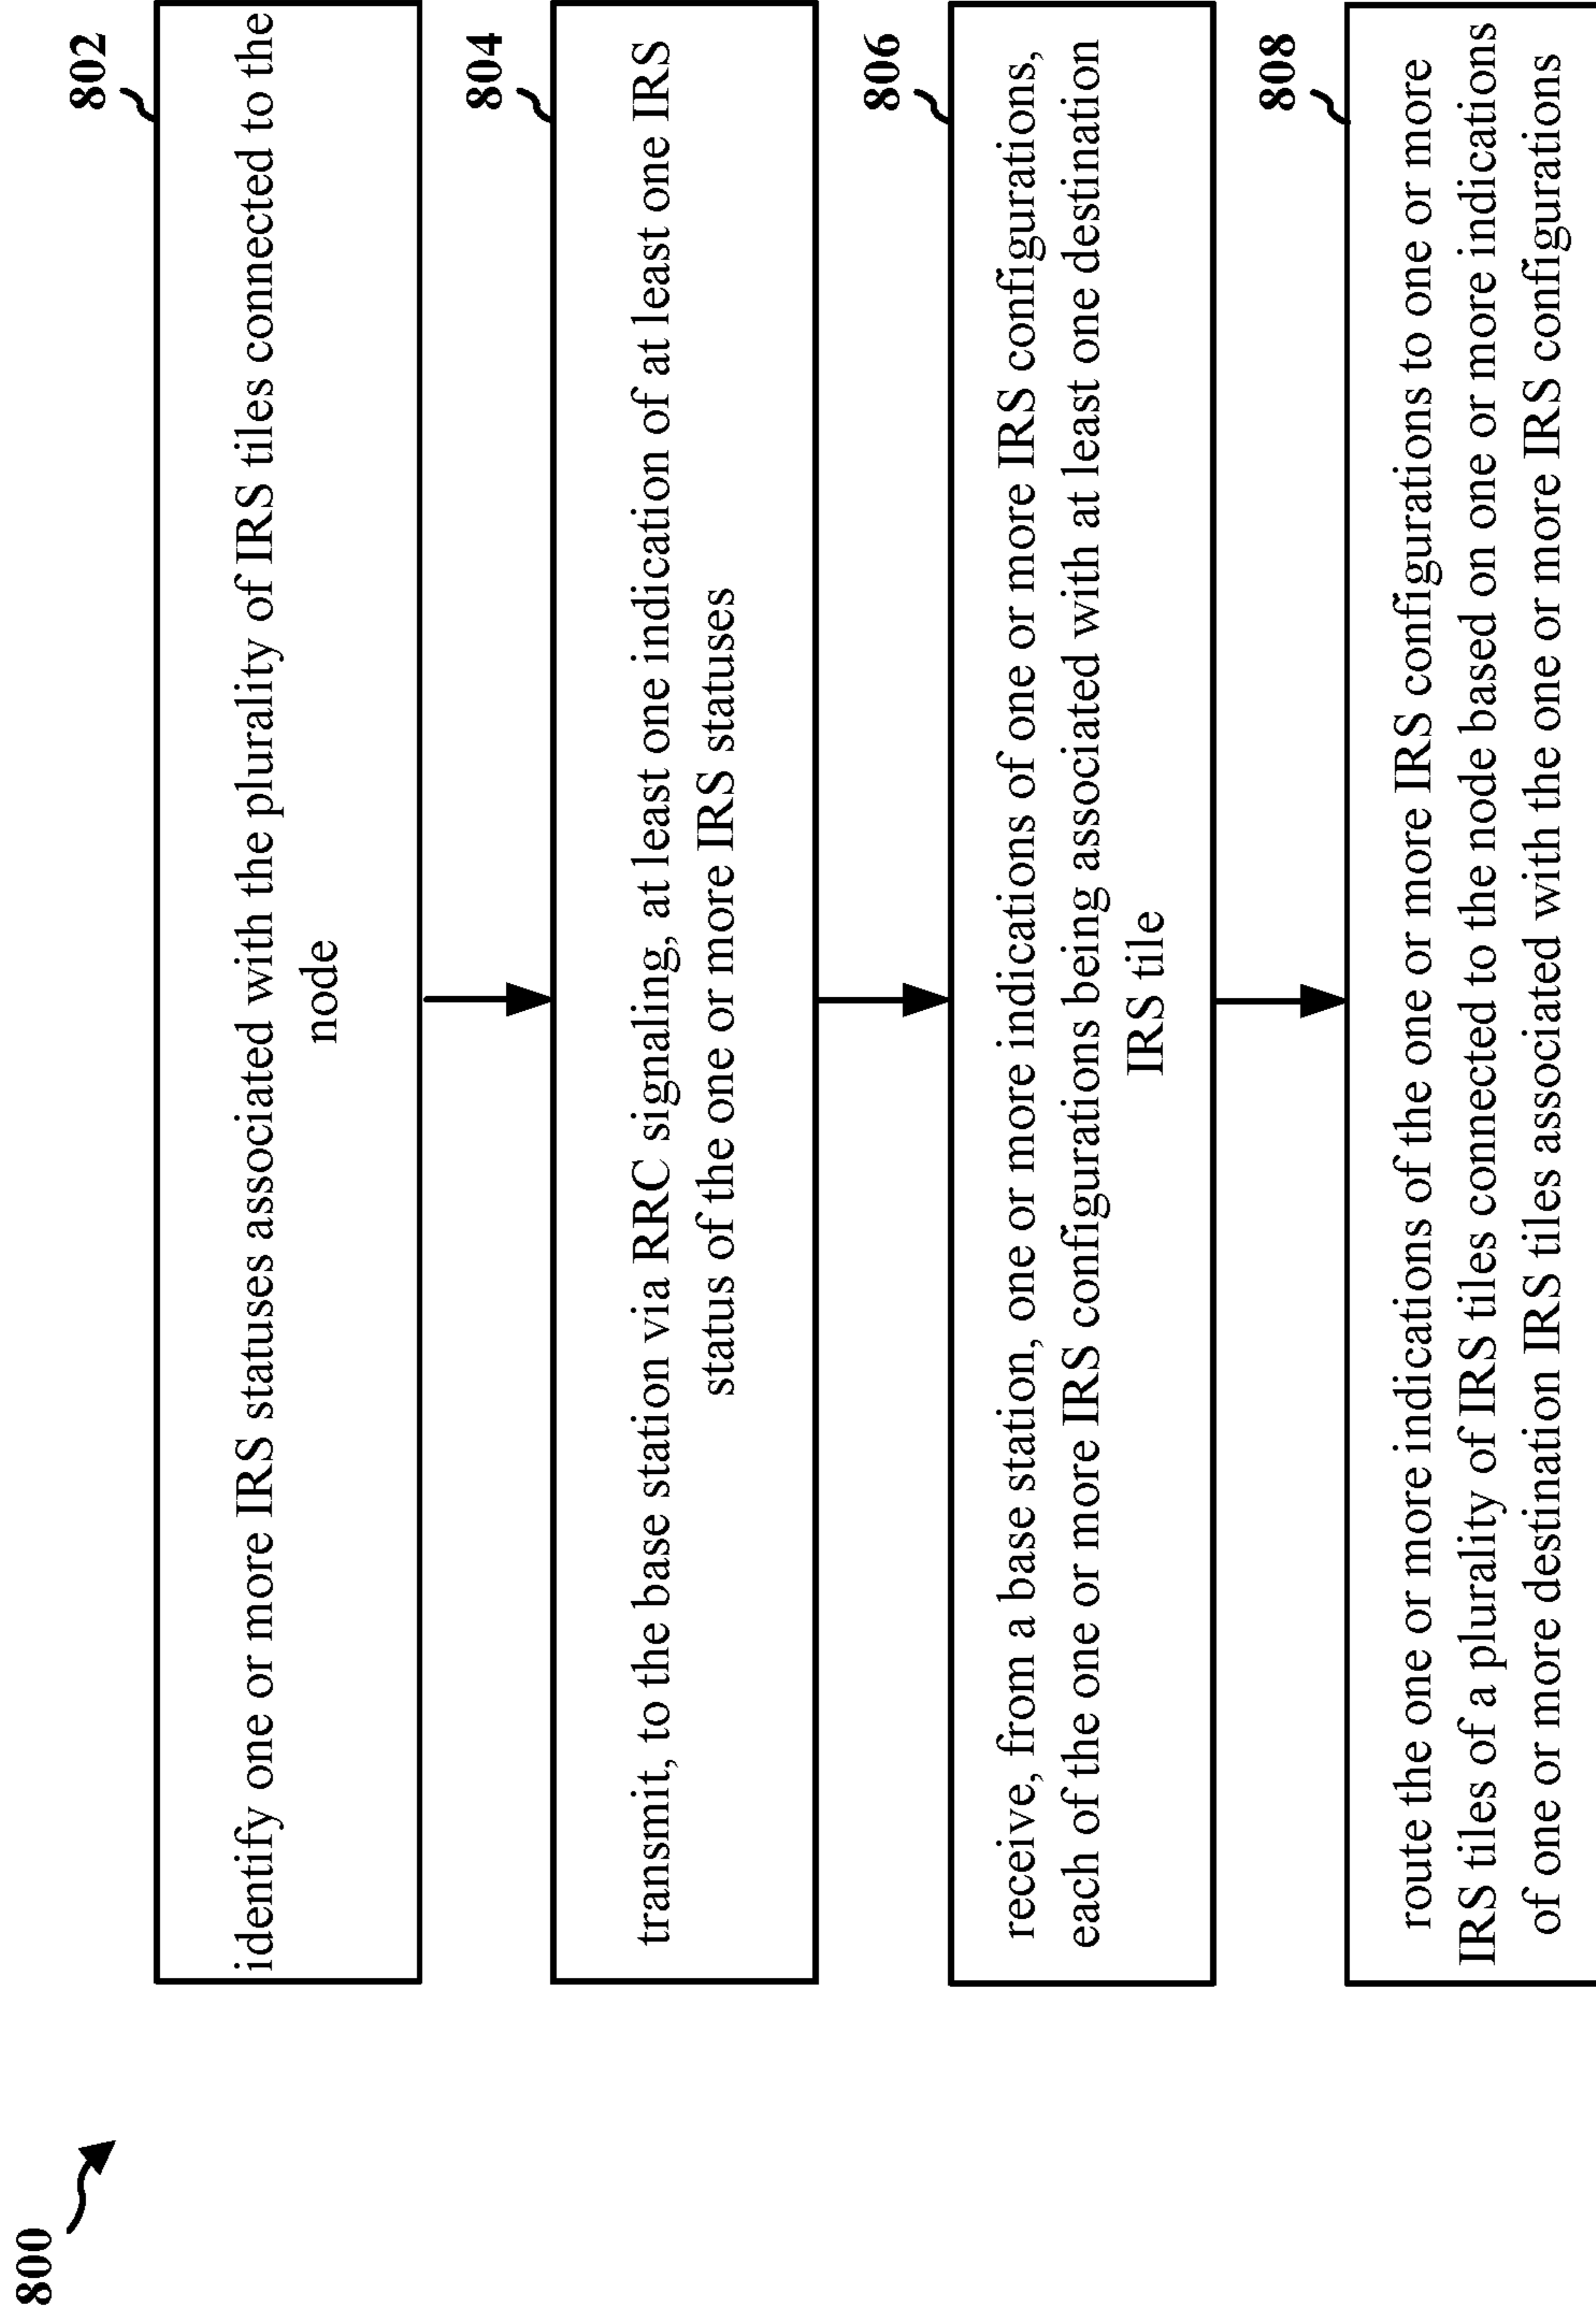 800
802
identify one or more IRS statuses associated with the plurality of IRS tiles connected to the
node
804
transmit, to the base station via RRC signaling, at least one indication of at least one IRS
status of the one or more IRS statuses
806
receive, from a base station, one or more indications of one or more IRS configurations,
each of the one or more IRS configurations being associated with at least one destination
IRS tile
808
route the one or more indications of the one or more IRS configurations to one or more
IRS tiles of a plurality of IRS tiles connected to the node based on one or more indications
of one or more destination IRS tiles associated with the one or more IRS configurations